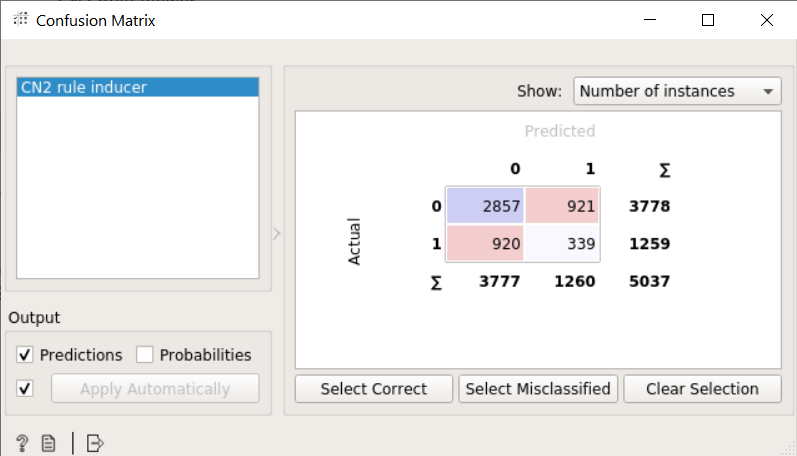 Confusion Matrix
CN2 rule inducer
Show: Number of instances
Predicted
0 1 Σ
Actual
0 2857 921 3778
1 920 339 1259
Σ 3777 1260 5037
Output
Predictions Probabilities
Apply Automatically
Select Correct Select Misclassified Clear Selection
?